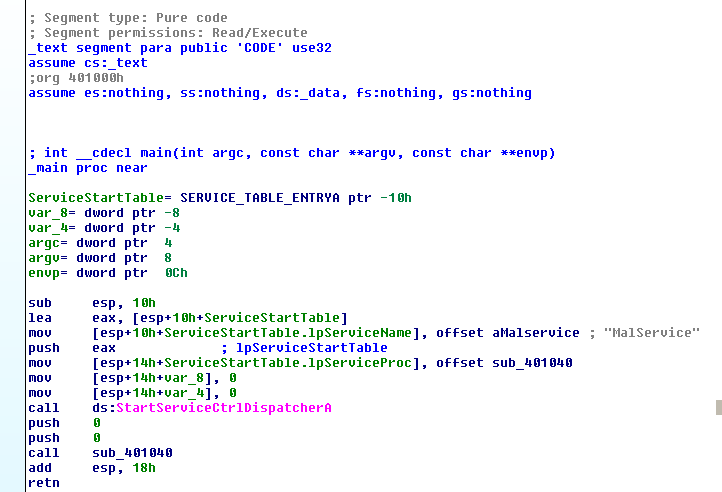 ; Segment type: Pure code
; Segment permissions: Read/Execute
_text segment para public 'CODE' use32
assume cs:_text
;org 401000h
assume es:nothing, ss:nothing, ds:_data, fs:nothing, gs:nothing
; int __cdecl main(int argc, const char **argv, const char **envp)
_main proc near
ServiceStartTable= SERVICE_TABLE_ENTRYA ptr -10h
var_8= dword ptr -8
var_4= dword ptr -4
argc= dword ptr  4
argv= dword ptr  8
envp= dword ptr  0Ch
sub     esp, 10h
lea     eax, [esp+10h+ServiceStartTable]
mov     [esp+10h+ServiceStartTable.lpServiceName], offset aMalservice ; "MalService"
push    eax             ; lpServiceStartTable
mov     [esp+14h+ServiceStartTable.lpServiceProc], offset sub_401040
mov     [esp+14h+var_8], 0
mov     [esp+14h+var_4], 0
call    ds:StartServiceCtrlDispatcherA
push    0
push    0
call    sub_401040
add     esp, 18h
retn